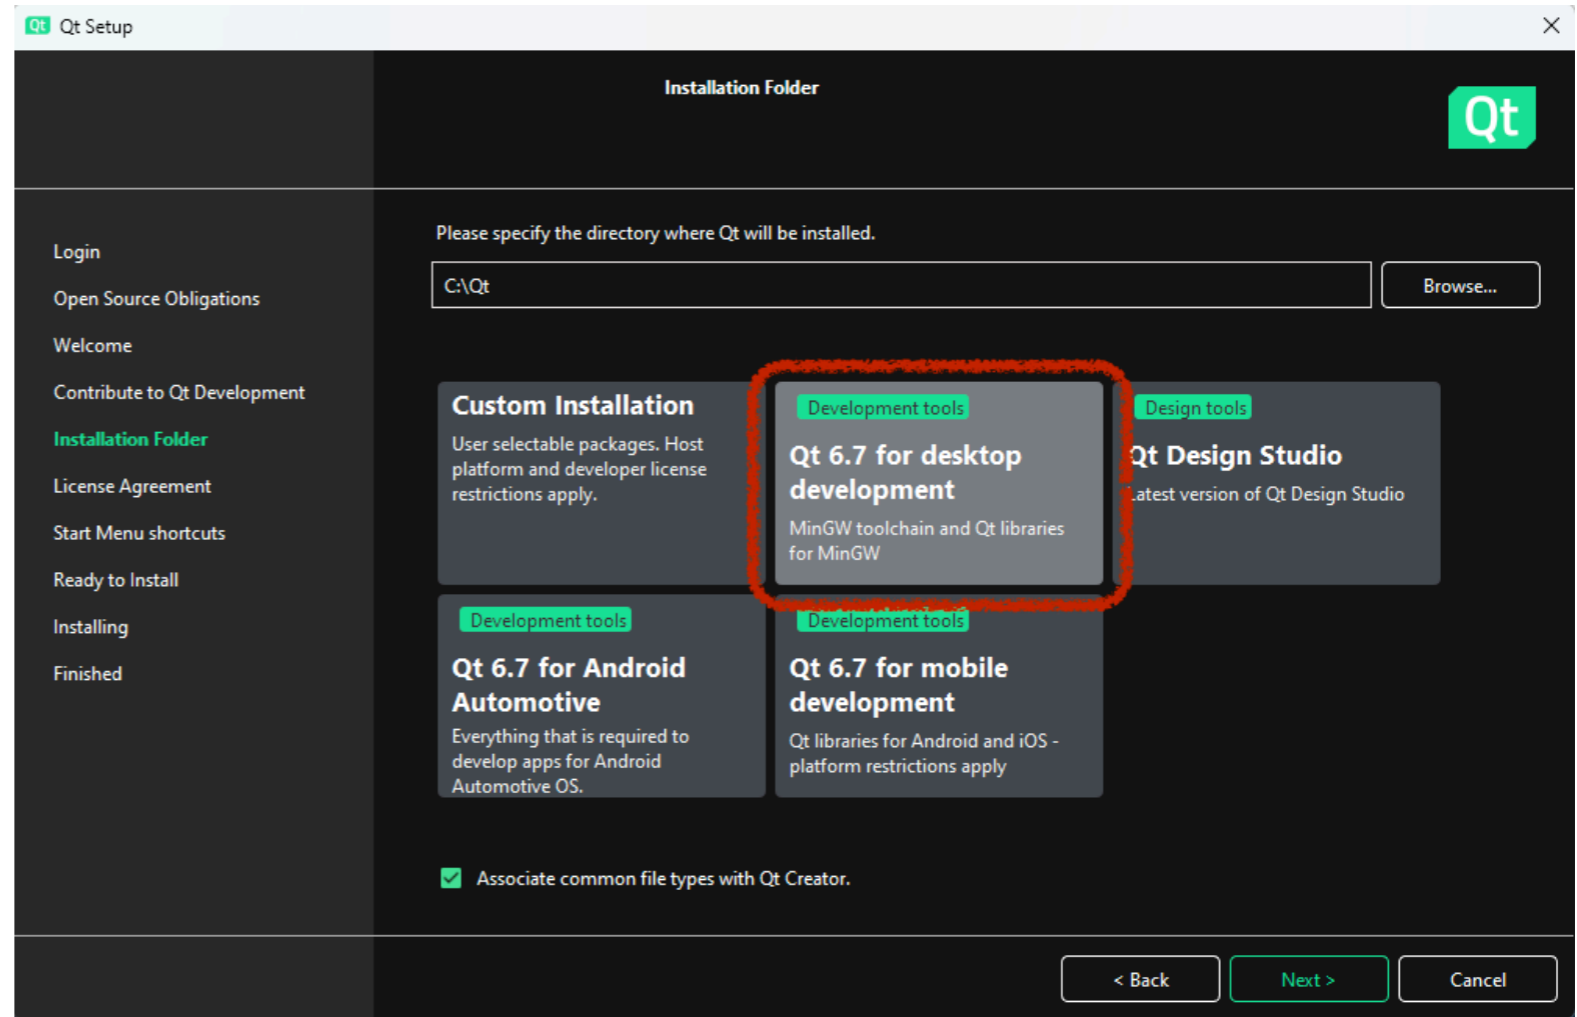 Qt Qt Setup
Installation Folder
Qt
Login
Open Source Obligations
Welcome
Contribute to Qt Development
Installation Folder
License Agreement
Start Menu shortcuts
Ready to Install
Installing
Finished
Please specify the directory where Qt will be installed.
C:\Qt
Browse...
Custom Installation
User selectable packages. Host
platform and developer license
restrictions apply.
Development tools
Qt 6.7 for desktop
development
MinGW toolchain and Qt libraries
for MinGW
Design tools
Qt Design Studio
Latest version of Qt Design Studio
Development tools
Qt 6.7 for Android
Automotive
Everything that is required to
develop apps for Android
Automotive OS.
Development tools
Qt 6.7 for mobile
development
Qt libraries for Android and iOS -
platform restrictions apply
Associate common file types with Qt Creator.
< Back
Next >
Cancel